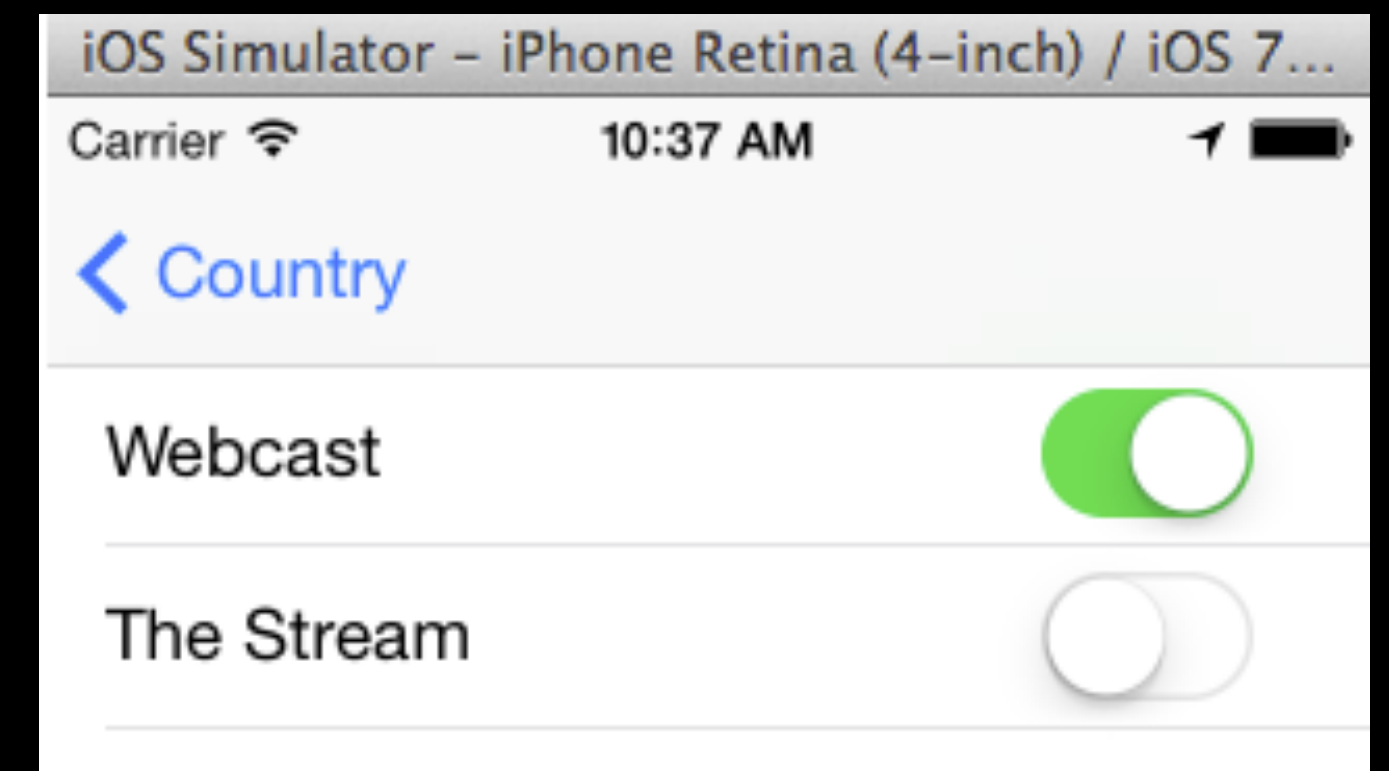 iOS Simulator – iPhone Retina (4–inch) / iOS 7...
Carrier 10:37 AM
Country
Webcast
The Stream